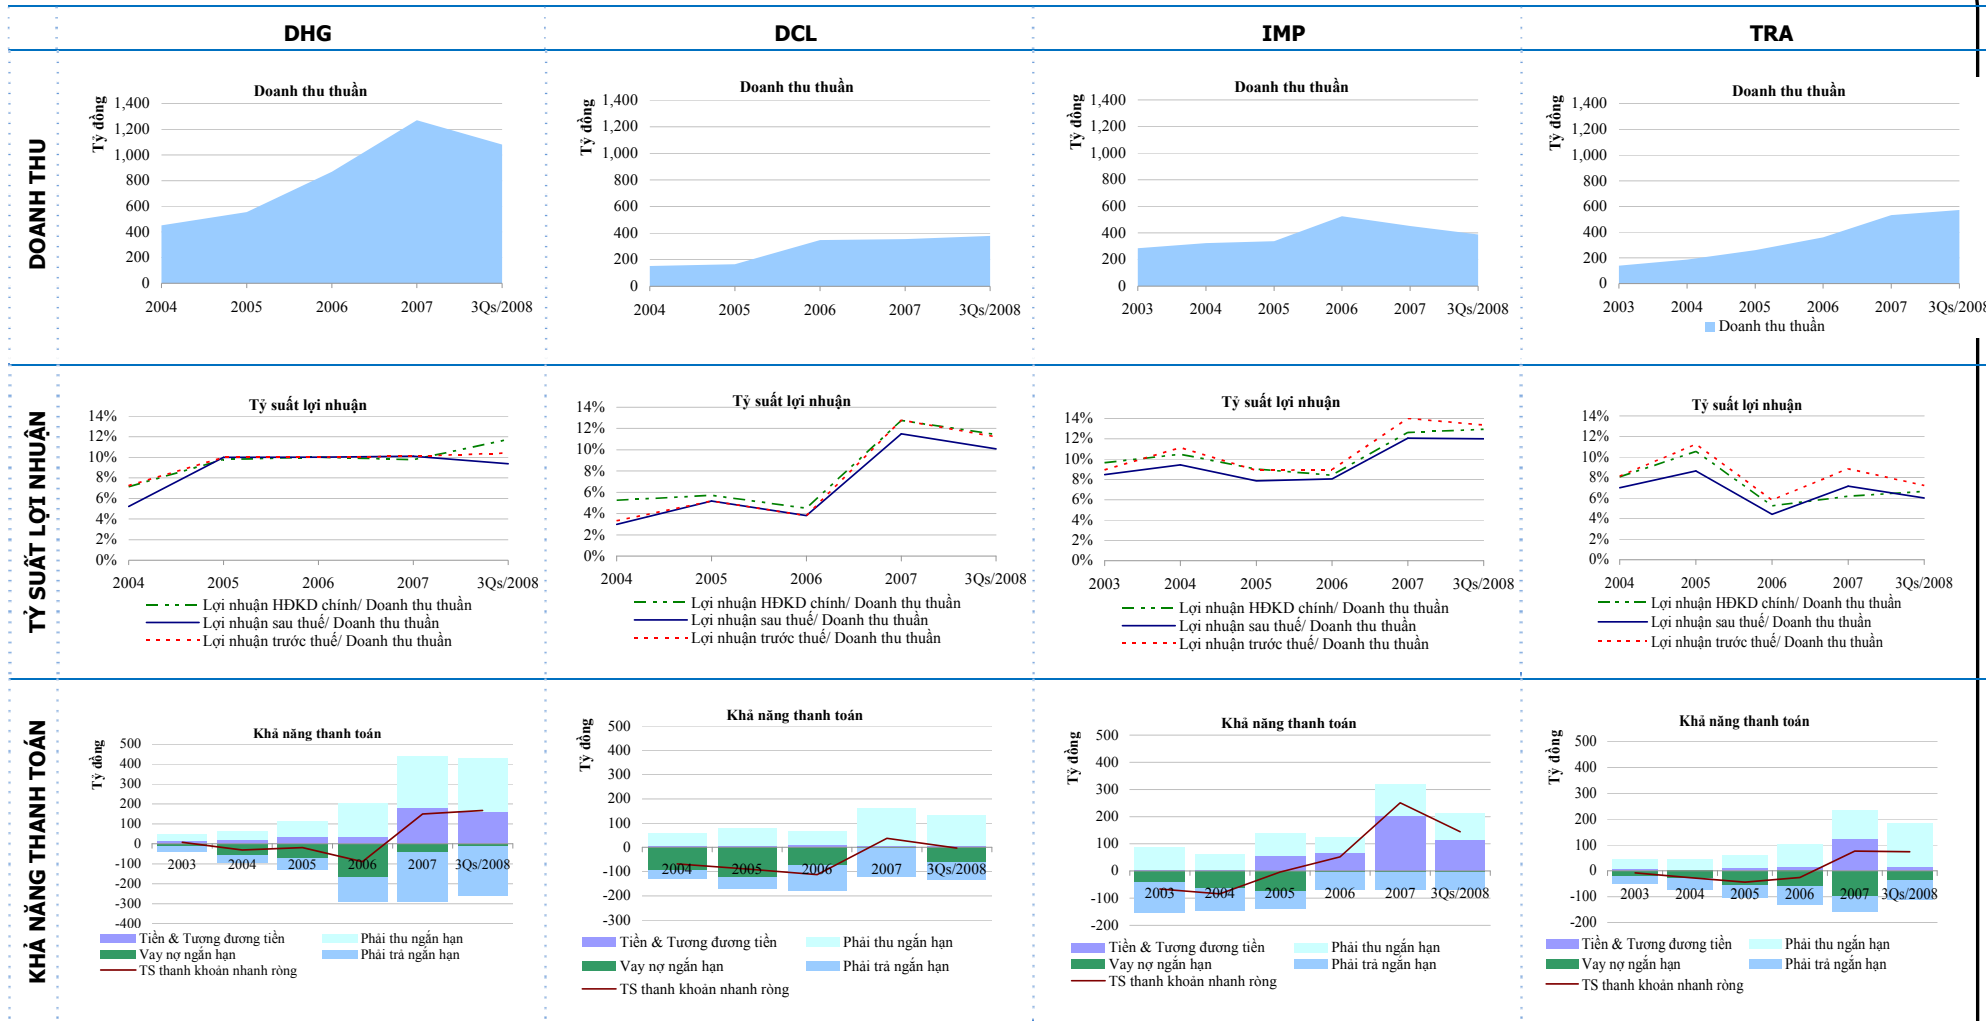 DHG
DCL
IMP
TRA
DOANH THU
Doanh thu thuần
Tỷ đồng
1,400
1,200
1,000
800
600
400
200
0
2004 2005 2006 2007 3Qs/2008
Doanh thu thuần
Tỷ đồng
1,400
1,200
1,000
800
600
400
200
0
2004 2005 2006 2007 3Qs/2008
Doanh thu thuần
Tỷ đồng
1,400
1,200
1,000
800
600
400
200
0
2003 2004 2005 2006 2007 3Qs/2008
Doanh thu thuần
Tỷ đồng
1,400
1,200
1,000
800
600
400
200
0
2003 2004 2005 2006 2007 3Qs/2008
Doanh thu thuần
TỶ SUẤT LỢI NHUẬN
Tỷ suất lợi nhuận
14%
12%
10%
8%
6%
4%
2%
0%
2004 2005 2006 2007 3Qs/2008
Lợi nhuận HĐKD chính/ Doanh thu thuần
Lợi nhuận sau thuế/ Doanh thu thuần
Lợi nhuận trước thuế/ Doanh thu thuần
Tỷ suất lợi nhuận
14%
12%
10%
8%
6%
4%
2%
0%
2004 2005 2006 2007 3Qs/2008
Lợi nhuận HĐKD chính/ Doanh thu thuần
Lợi nhuận sau thuế/ Doanh thu thuần
Lợi nhuận trước thuế/ Doanh thu thuần
Tỷ suất lợi nhuận
14%
12%
10%
8%
6%
4%
2%
0%
2003 2004 2005 2006 2007 3Qs/2008
Lợi nhuận HĐKD chính/ Doanh thu thuần
Lợi nhuận sau thuế/ Doanh thu thuần
Lợi nhuận trước thuế/ Doanh thu thuần
Tỷ suất lợi nhuận
14%
12%
10%
8%
6%
4%
2%
0%
2004 2005 2006 2007 3Qs/2008
Lợi nhuận HĐKD chính/ Doanh thu thuần
Lợi nhuận sau thuế/ Doanh thu thuần
Lợi nhuận trước thuế/ Doanh thu thuần
KHẢ NĂNG THANH TOÁN
Khả năng thanh toán
Tỷ đồng
500
400
300
200
100
0
-100
-200
-300
-400
2003 2004 2005 2006 2007 3Qs/2008
Tiền & Tương đương tiền Phải thu ngắn hạn
Vay nợ ngắn hạn Phải trả ngắn hạn
TS thanh khoản nhanh ròng
Khả năng thanh toán
Tỷ đồng
500
400
300
200
100
0
-100
-200
-300
2004 2005 2006 2007 3Qs/2008
Tiền & Tương đương tiền Phải thu ngắn hạn
Vay nợ ngắn hạn Phải trả ngắn hạn
TS thanh khoản nhanh ròng
Khả năng thanh toán
Tỷ đồng
500
400
300
200
100
0
-100
-200
2003 2004 2005 2006 2007 3Qs/2008
Tiền & Tương đương tiền Phải thu ngắn hạn
Vay nợ ngắn hạn Phải trả ngắn hạn
TS thanh khoản nhanh ròng
Khả năng thanh toán
Tỷ đồng
500
400
300
200
100
0
-100
-200
2003 2004 2005 2006 2007 3Qs/2008
Tiền & Tương đương tiền Phải thu ngắn hạn
Vay nợ ngắn hạn Phải trả ngắn hạn
TS thanh khoản nhanh ròng